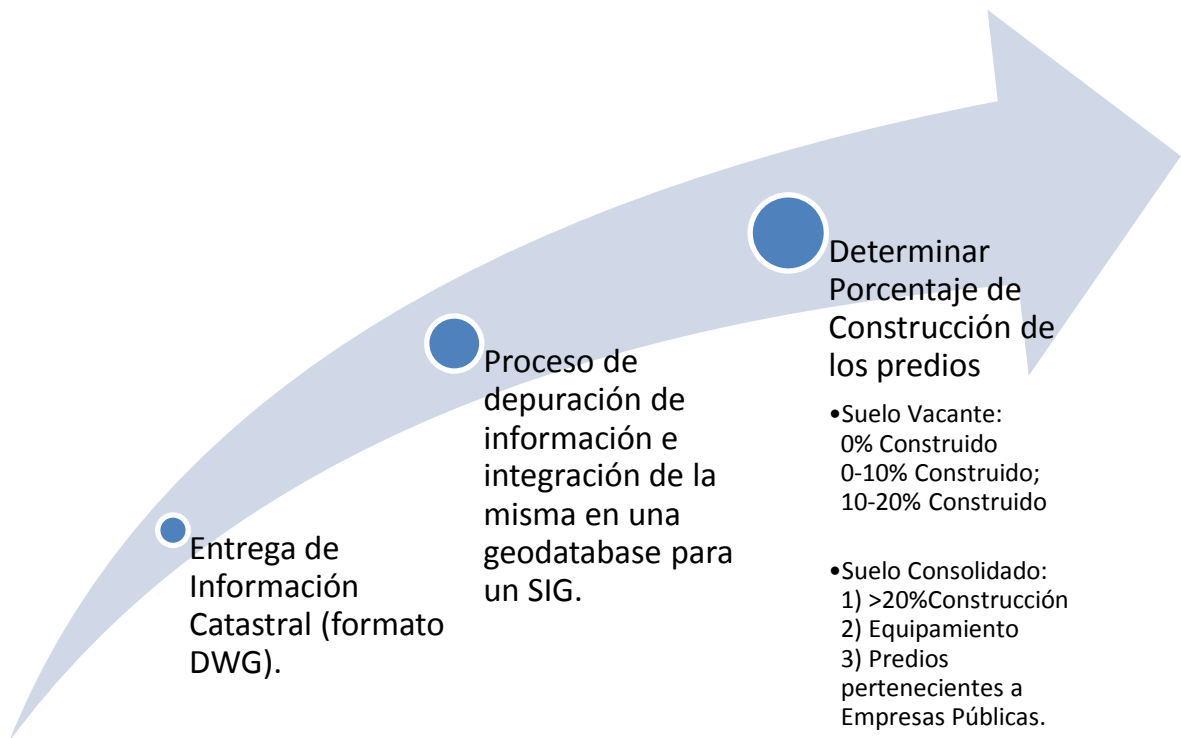 Entrega de
Información
Catastral (formato
DWG).
Proceso de
depuración de
información e
integración de la
misma en una
geodatabase para
un SIG.
Determinar
Porcentaje de
Construcción de
los predios
•Suelo Vacante:
0% Construido
0-10% Construido;
10-20% Construido
•Suelo Consolidado:
1) >20%Construcción
2) Equipamiento
3) Predios
pertenecientes a
Empresas Públicas.